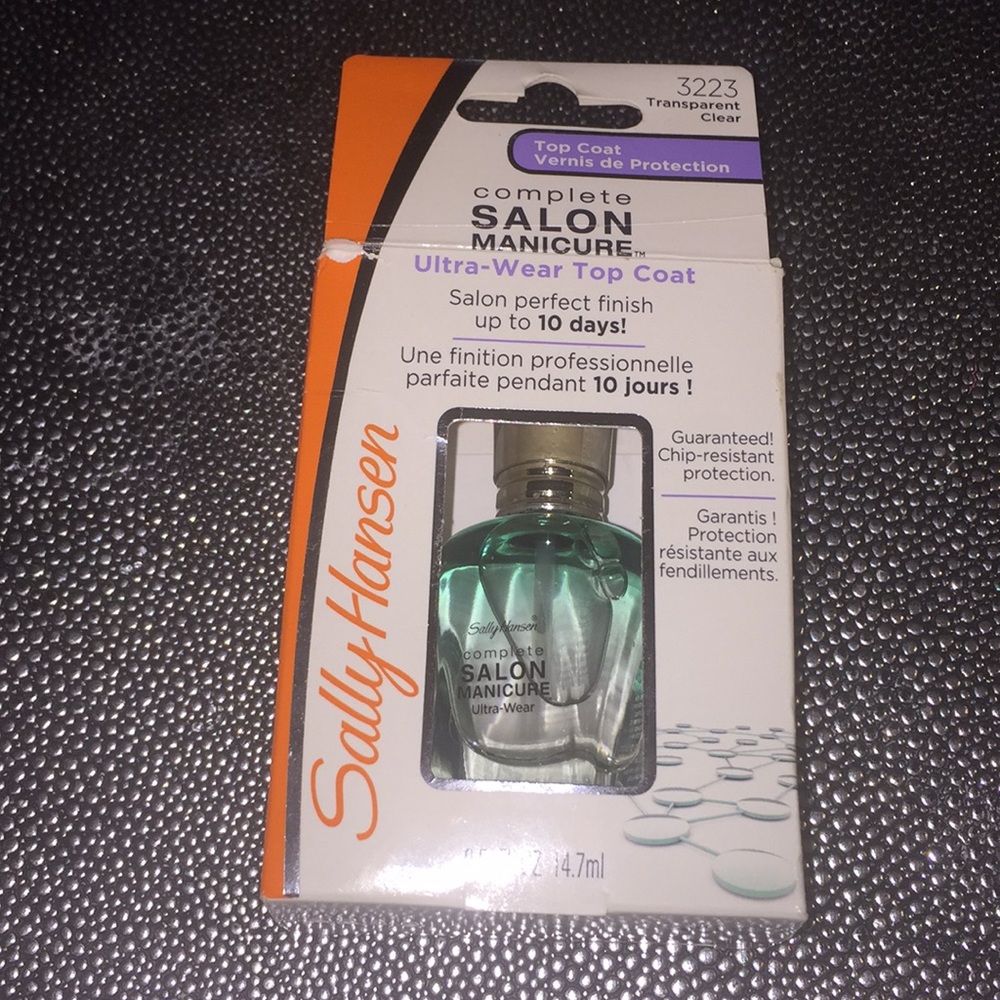 3223
Transparent
Clear
Top Coat
Vernis de Protection
complete
SALON
MANICURE™
Ultra-Wear Top Coat
Salon perfect finish
up to 10 days!
Une finition professionnelle
parfaite pendant 10 jours !
Guaranteed!
Chip-resistant
protection.
Garantis !
Protection
résistante aux
fendillements.
Sally Hansen
Sally Hansen®
complete
SALON
MANICURE
Ultra-Wear
14.7ml